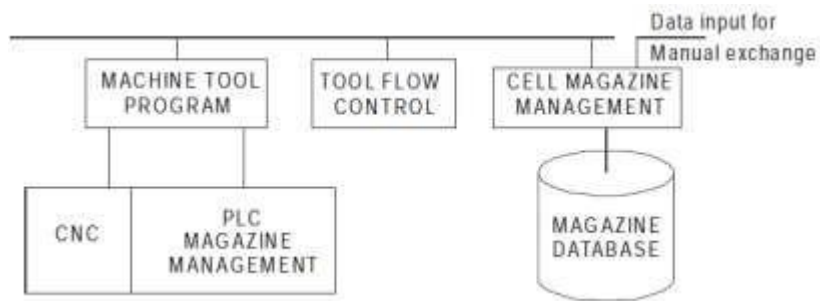 Data input for
Manual exchange
MACHINE TOOL
PROGRAM
TOOL FLOW
CONTROL
CELL MAGAZINE
MANAGEMENT
CNC
PLC
MAGAZINE
MANAGEMENT
MAGAZINE
DATABASE